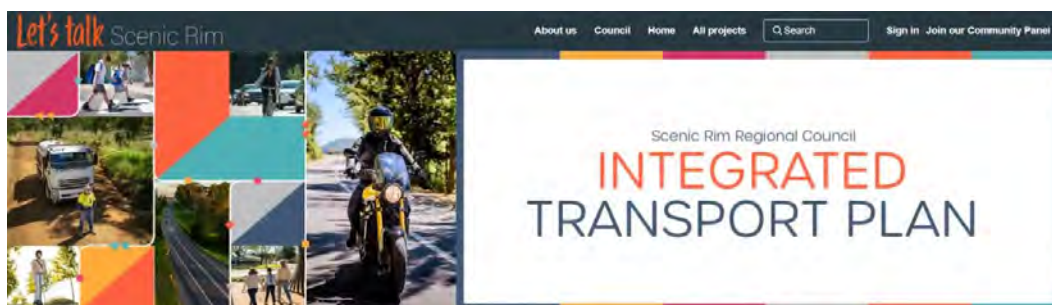 Let's talk Scenic Rim
About us Council Home All projects Search Sign in Join our Community Panel
Scenic Rim Regional Council
INTEGRATED
TRANSPORT PLAN